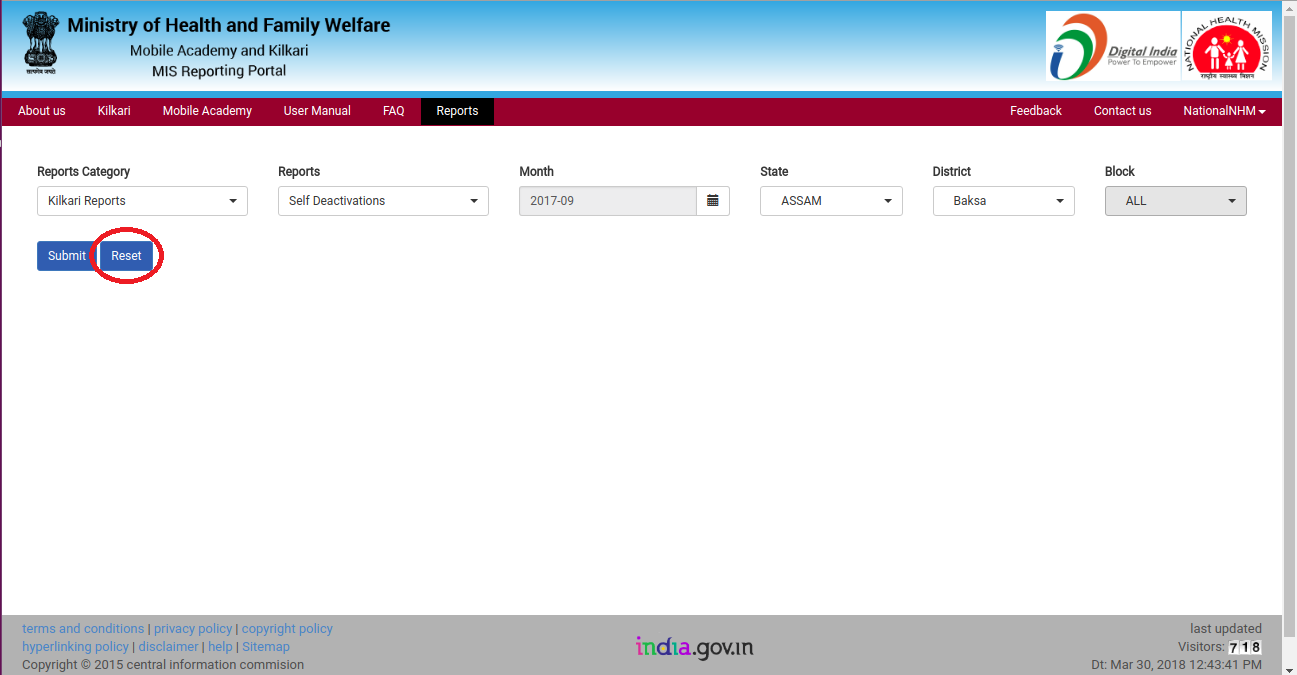 Ministry of Health and Family Welfare
Mobile Academy and Kilkari
MIS Reporting Portal
सत्यमेव जयते
Digital India
Power To Empower
NATIONAL HEALTH MISSION
राष्ट्रीय स्वास्थ्य मिशन
About us Kilkari Mobile Academy User Manual FAQ Reports Feedback Contact us NationalNHM
Reports Category Reports Month State District Block
Kilkari Reports Self Deactivations 2017-09 ASSAM Baksa ALL
Submit Reset
terms and conditions | privacy policy | copyright policy
hyperlinking policy | disclaimer | help | Sitemap
Copyright © 2015 central information commision
india.gov.in
last updated
Visitors: 718
Dt: Mar 30, 2018 12:43:41 PM